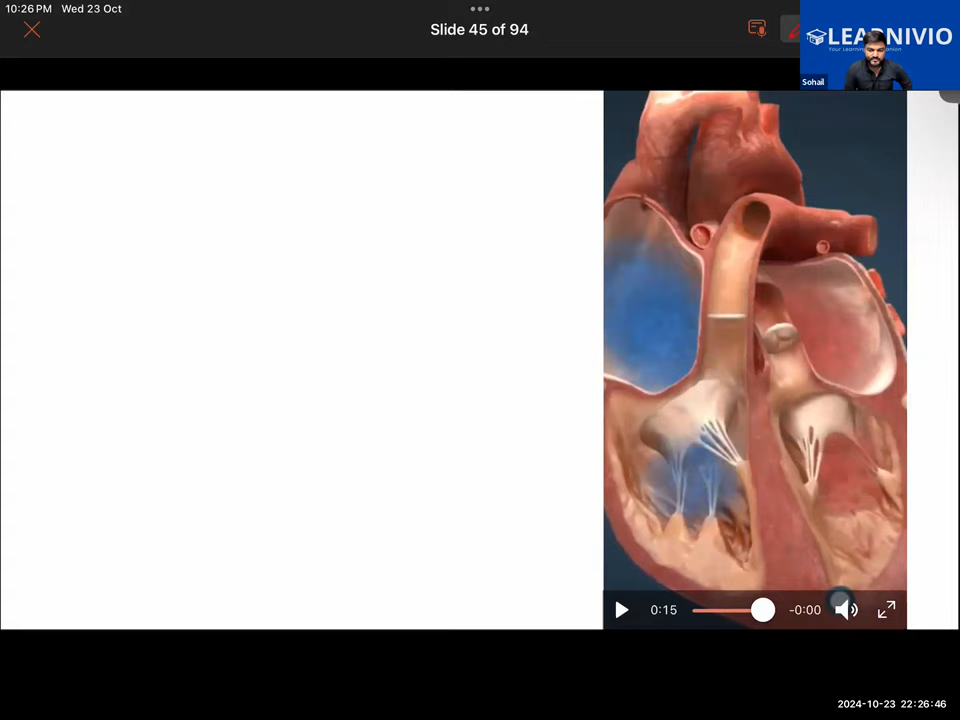 10:26 PM Wed 23 Oct
Slide 45 of 94
LEARNIVIO
Sohail
0:15
-0:00
2024-10-23 22:26:46